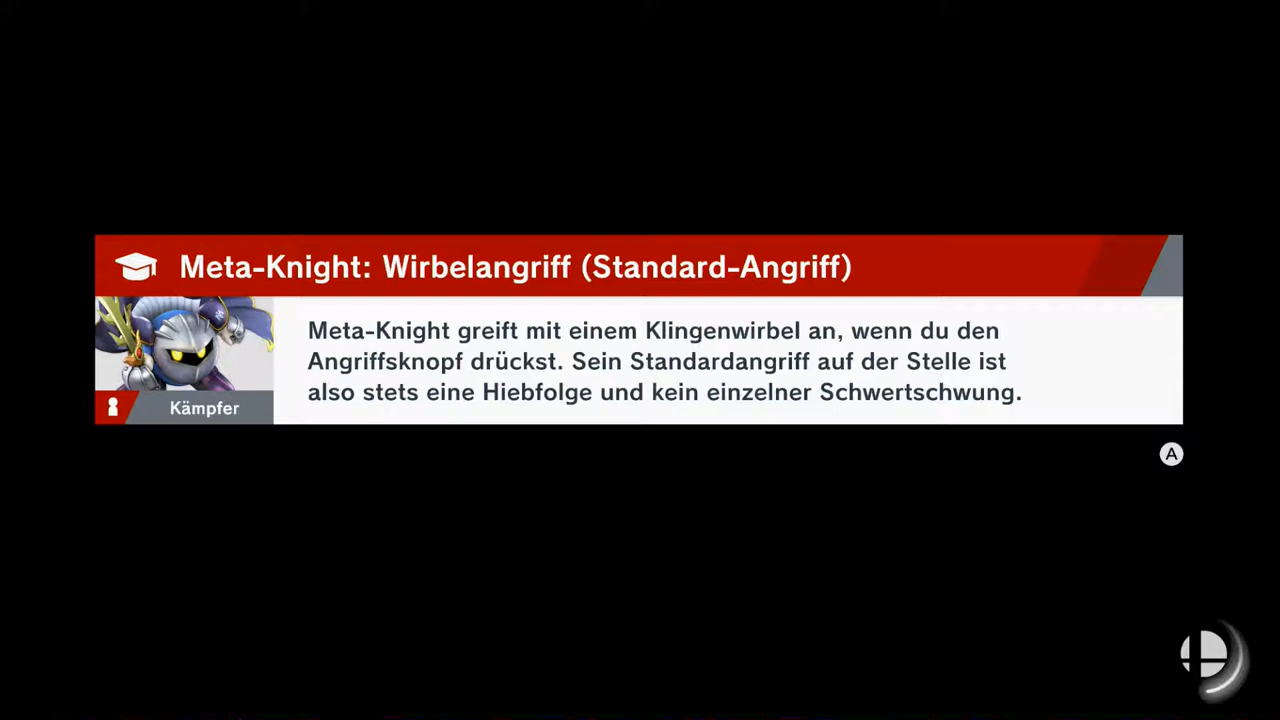 Meta-Knight: Wirbelangriff (Standard-Angriff)
Meta-Knight greift mit einem Klingenwirbel an, wenn du den
Angriffsknopf drückst. Sein Standardangriff auf der Stelle ist
also stets eine Hiebfolge und kein einzelner Schwertschwung.
Kämpfer
A